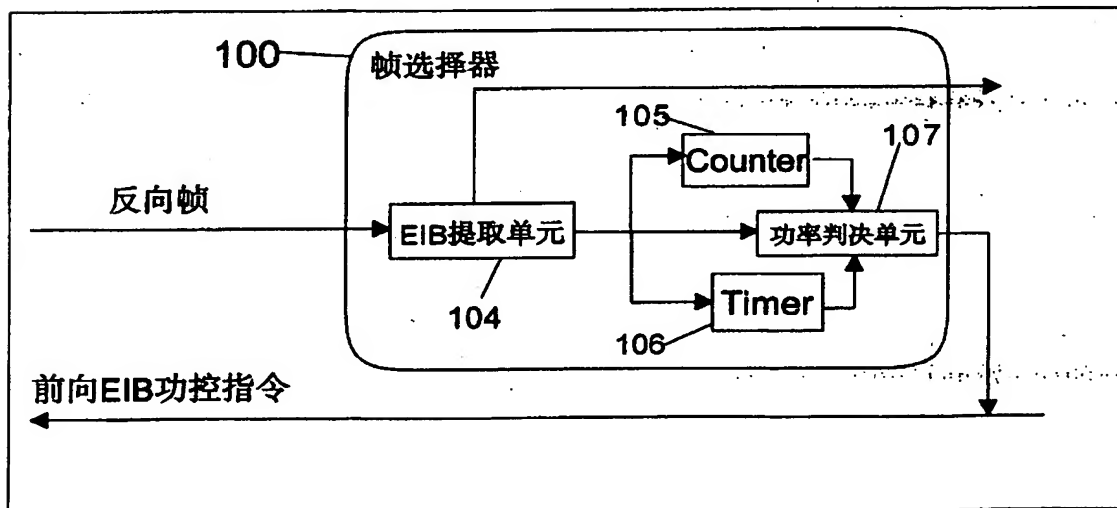 100
帧选择器
105
107
Counter
反向帧
EIB提取单元
功率判决单元
104
Timer
106
前向EIB功控指令